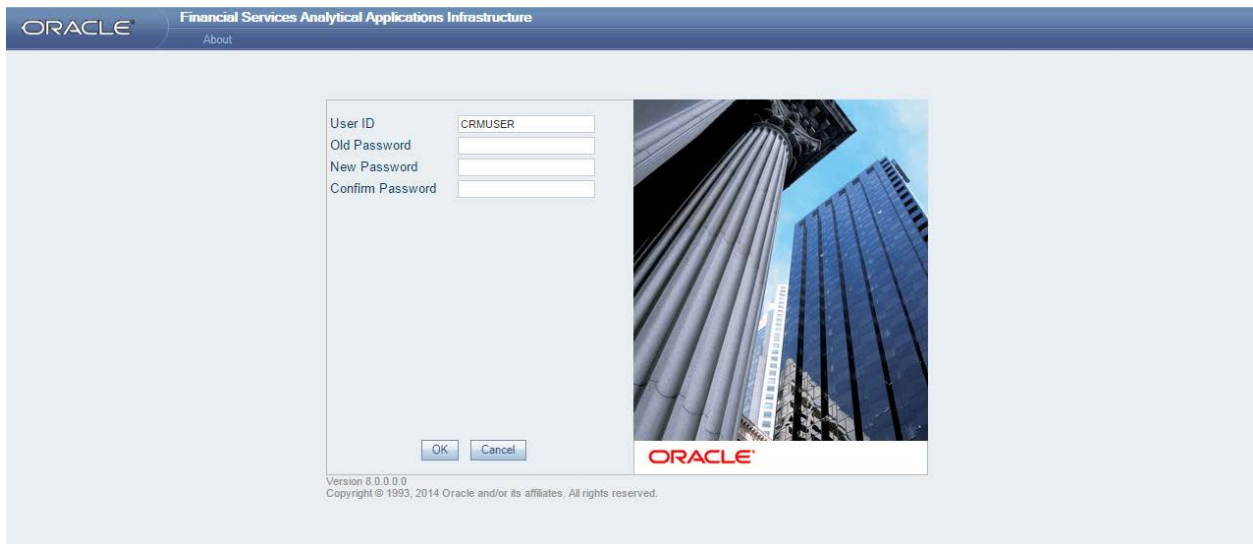 ORACLE
Financial Services Analytical Applications Infrastructure
About
User ID CRMUSER
Old Password
New Password
Confirm Password
OK Cancel
ORACLE
Version 8.0.0.0.0
Copyright © 1993, 2014 Oracle and/or its affiliates. All rights reserved.